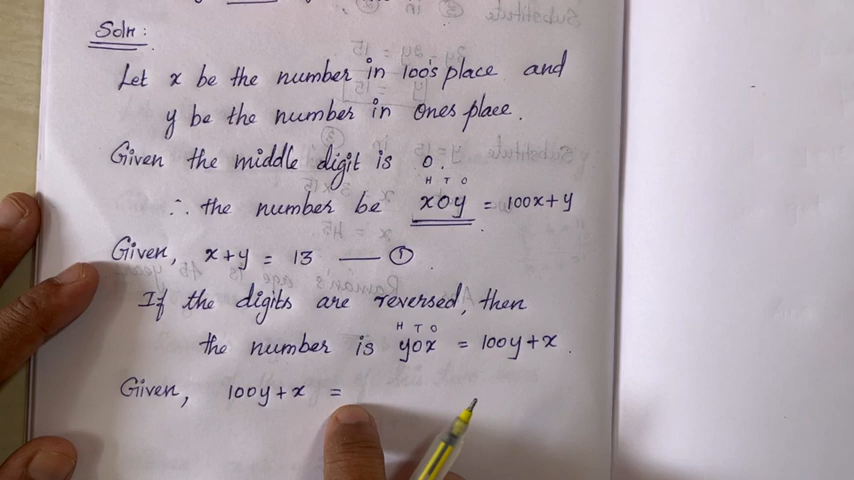 Soln:
Let x be the number in 100's place and
y be the number in Ones place.
Given the middle digit is 0.
H T O
∴ the number be x0y = 100x+y
Given, x+y = 13 — ①
If the digits are reversed, then
H T O
the number is y0x = 100y+x.
Given, 100y+x =